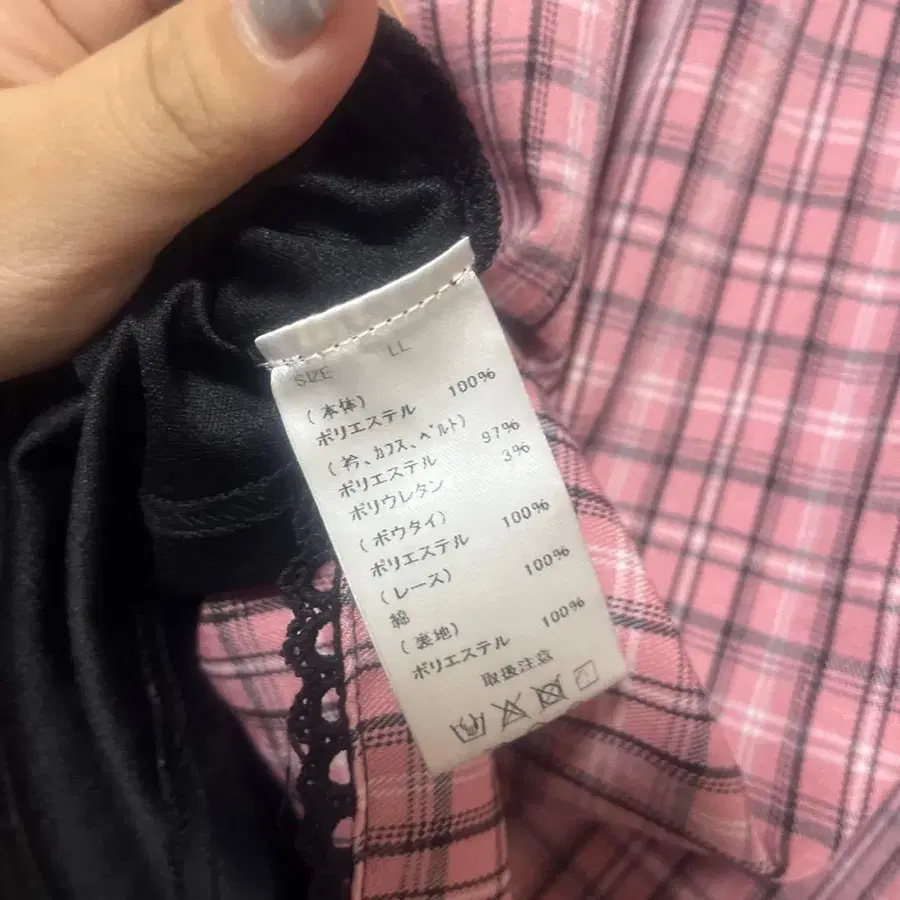 SIZE LL
(本体)
ポリエステル 100%
(衿、カフス、ベルト)
ポリエステル 97%
ポリウレタン 3%
(ボウタイ)
ポリエステル 100%
(レース)
綿 100%
(裏地)
ポリエステル 100%
取扱注意